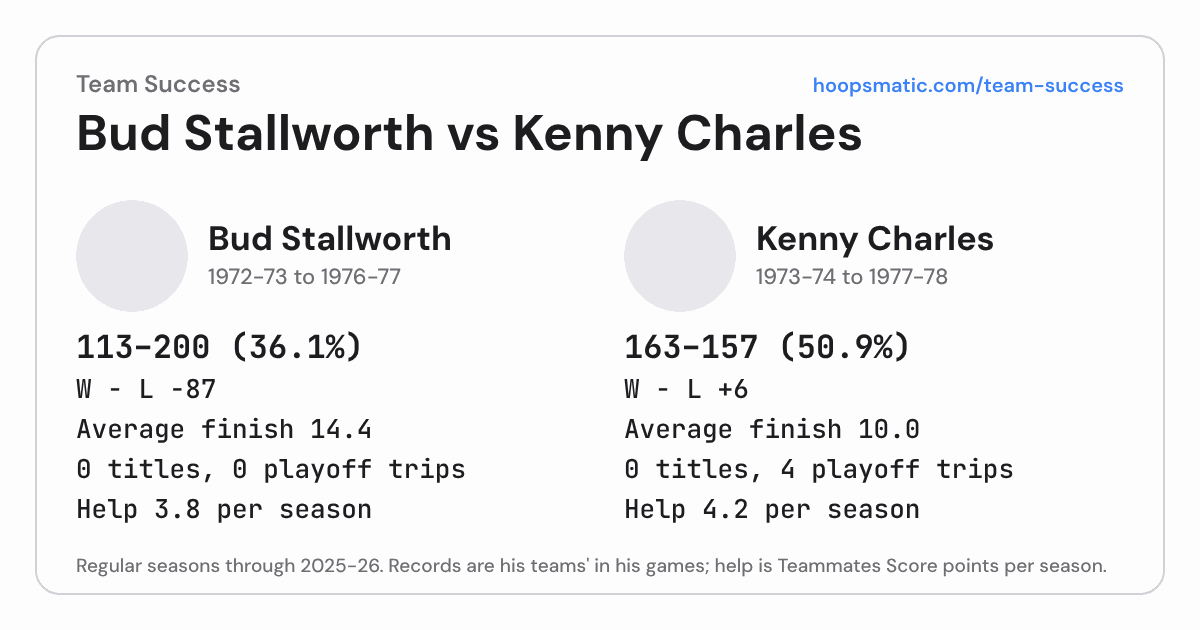 Team Success
hoopsmatic.com/team-success
Bud Stallworth vs Kenny Charles
Bud Stallworth
1972-73 to 1976-77
113-200 (36.1%)
W - L -87
Average finish 14.4
0 titles, 0 playoff trips
Help 3.8 per season
Kenny Charles
1973-74 to 1977-78
163-157 (50.9%)
W - L +6
Average finish 10.0
0 titles, 4 playoff trips
Help 4.2 per season
Regular seasons through 2025-26. Records are his teams' in his games; help is Teammates Score points per season.